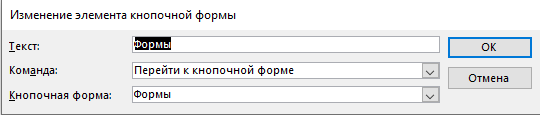 Изменение элемента кнопочной формы
Текст: Формы OK
Команда: Перейти к кнопочной форме
Отмена
Кнопочная форма: Формы